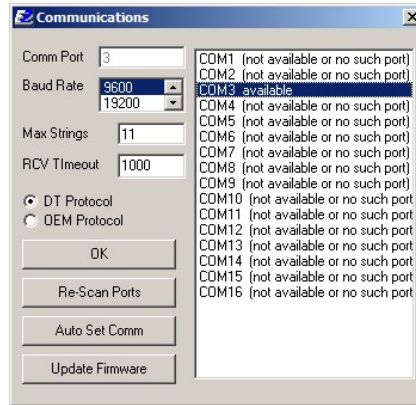 EZ Communications
Comm Port 3
Baud Rate 9600
19200
Max Strings 11
RCV TImeout 1000
DT Protocol
OEM Protocol
OK
Re-Scan Ports
Auto Set Comm
Update Firmware
COM1 (not available or no such port)
COM2 (not available or no such port)
COM3 available
COM4 (not available or no such port)
COM5 (not available or no such port)
COM6 (not available or no such port)
COM7 (not available or no such port)
COM8 (not available or no such port)
COM9 (not available or no such port)
COM10 (not available or no such port
COM11 (not available or no such port
COM12 (not available or no such port
COM13 (not available or no such port
COM14 (not available or no such port
COM15 (not available or no such port
COM16 (not available or no such port